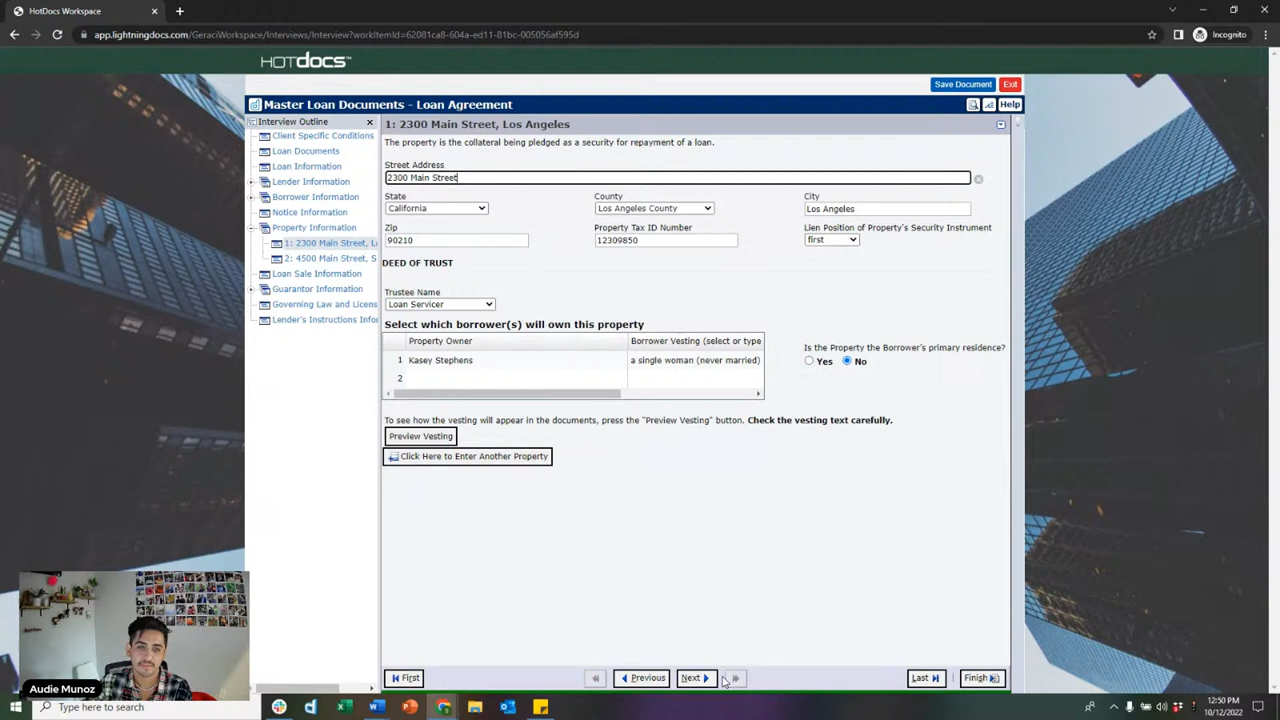 HotDocs Workspace
app.lightningdocs.com/GeraciWorkspace/Interviews/Interview?workItemId=62081ca8-604a-ed11-81bc-005056af595d
Incognito
HOTDOCS™
Save Document
Exit
Master Loan Documents - Loan Agreement
Help
Interview Outline
Client Specific Conditions
Loan Documents
Loan Information
Lender Information
Borrower Information
Notice Information
Property Information
1: 2300 Main Street, L
2: 4500 Main Street, S
Loan Sale Information
Guarantor Information
Governing Law and Licens
Lender's Instructions Info
1: 2300 Main Street, Los Angeles
The property is the collateral being pledged as a security for repayment of a loan.
Street Address
2300 Main Street
State
County
City
California
Los Angeles County
Los Angeles
Zip
Property Tax ID Number
Lien Position of Property's Security Instrument
90210
12309850
first
DEED OF TRUST
Trustee Name
Loan Servicer
Select which borrower(s) will own this property
Property Owner
Borrower Vesting (select or type
1 Kasey Stephens
a single woman (never married)
2
Is the Property the Borrower's primary residence?
Yes
No
To see how the vesting will appear in the documents, press the "Preview Vesting" button. Check the vesting text carefully.
Preview Vesting
Click Here to Enter Another Property
First
Previous
Next
Last
Finish
Audie Munoz
Type here to search
12:50 PM
10/12/2022